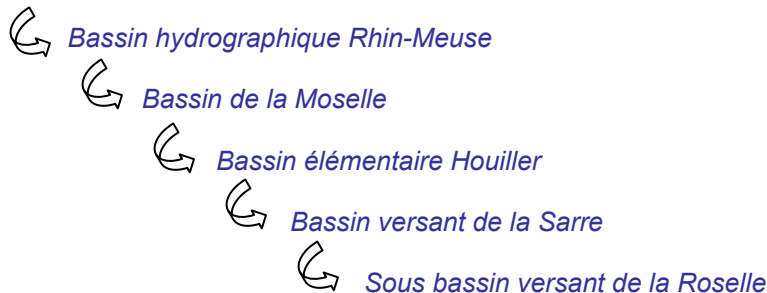 Bassin hydrographique Rhin-Meuse
Bassin de la Moselle
Bassin élémentaire Houiller
Bassin versant de la Sarre
Sous bassin versant de la Roselle